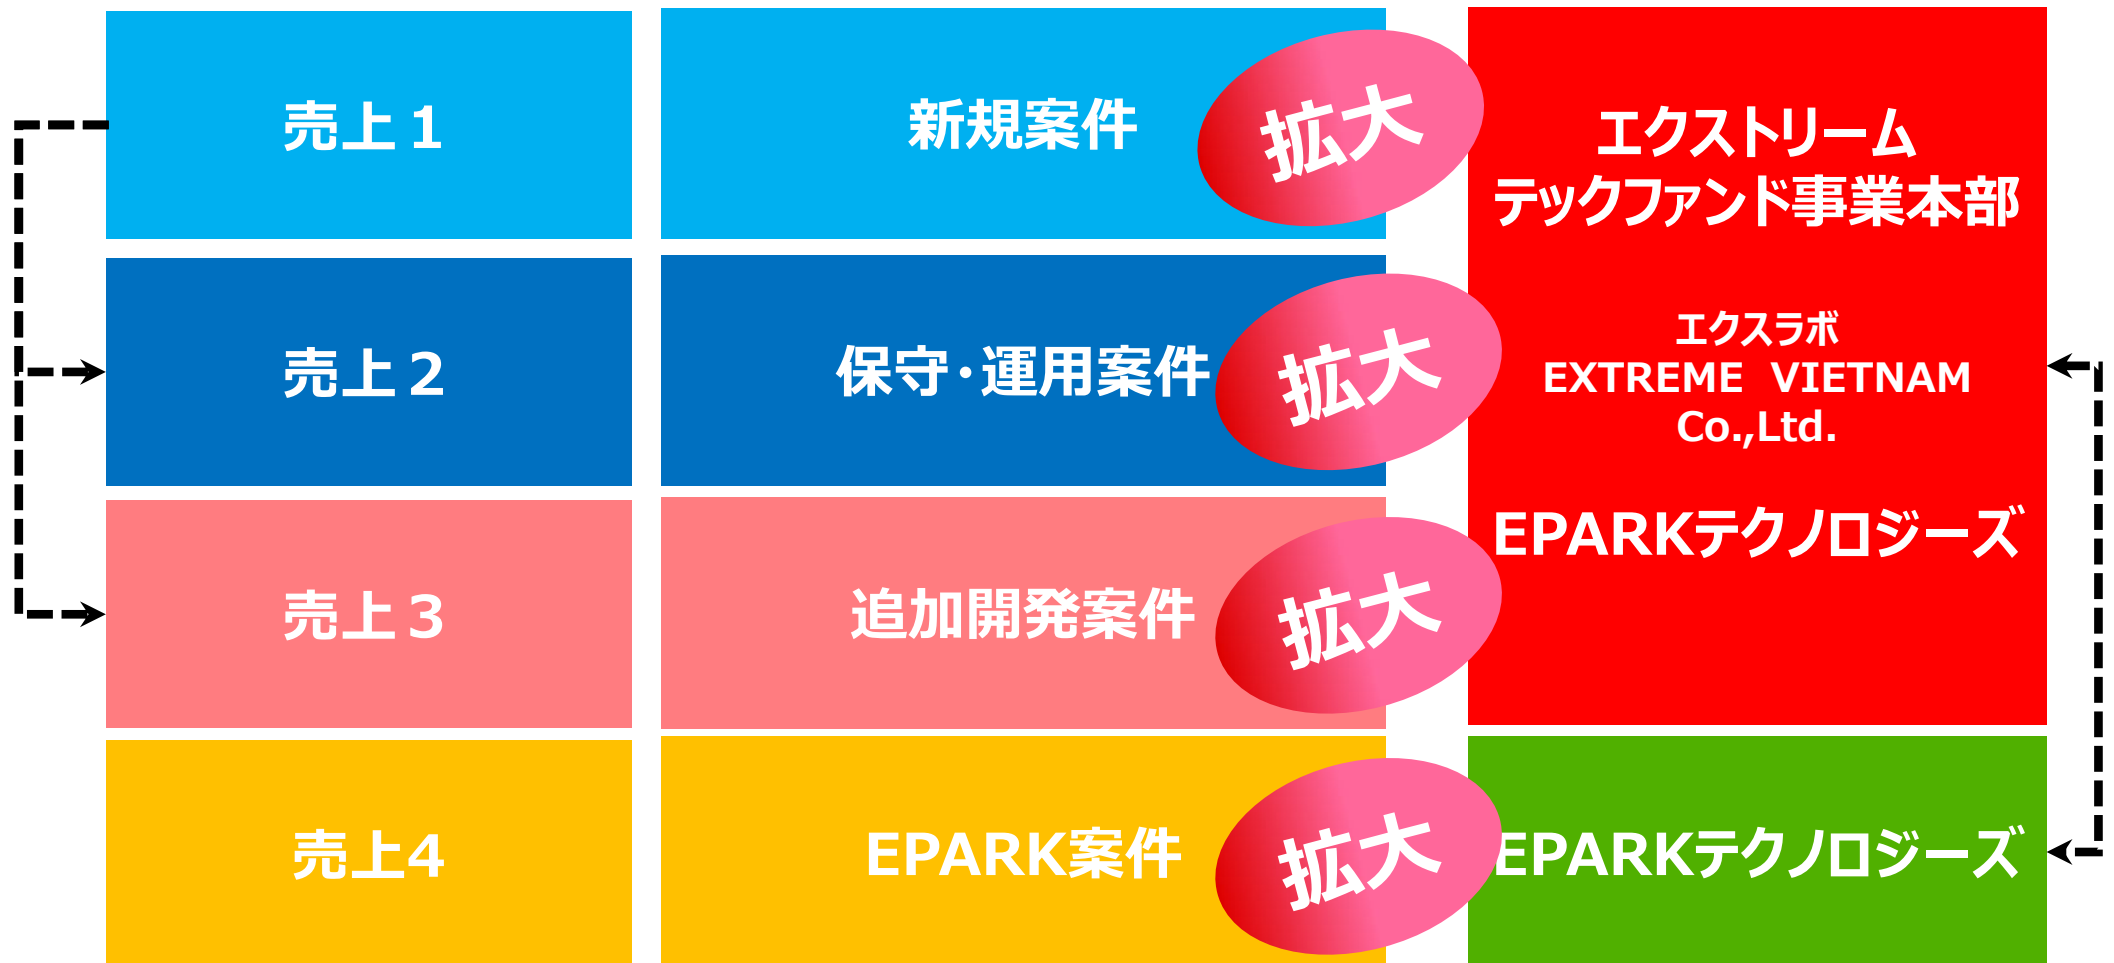 売上１
新規案件
拡大
売上２
保守・運用案件
拡大
売上３
追加開発案件
拡大
売上4
EPARK案件
拡大
エクストリーム
テックファンド事業本部
エクスラボ
EXTREME VIETNAM
Co.,Ltd.
EPARKテクノロジーズ
EPARKテクノロジーズ